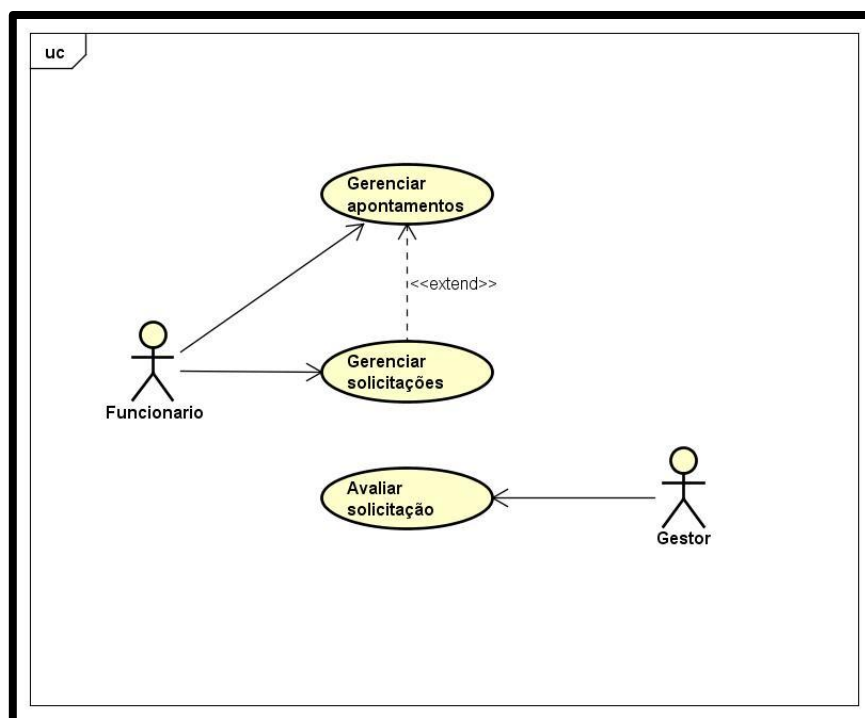 uc
Gerenciar
apontamentos
<<extend>>
Gerenciar
solicitações
Funcionario
Avaliar
solicitação
Gestor